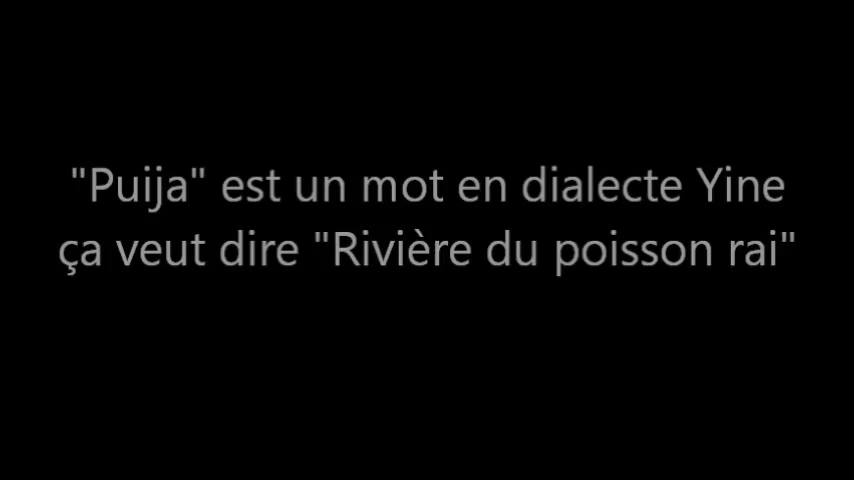 "Puija" est un mot en dialecte Yine
ça veut dire "Rivière du poisson rai"